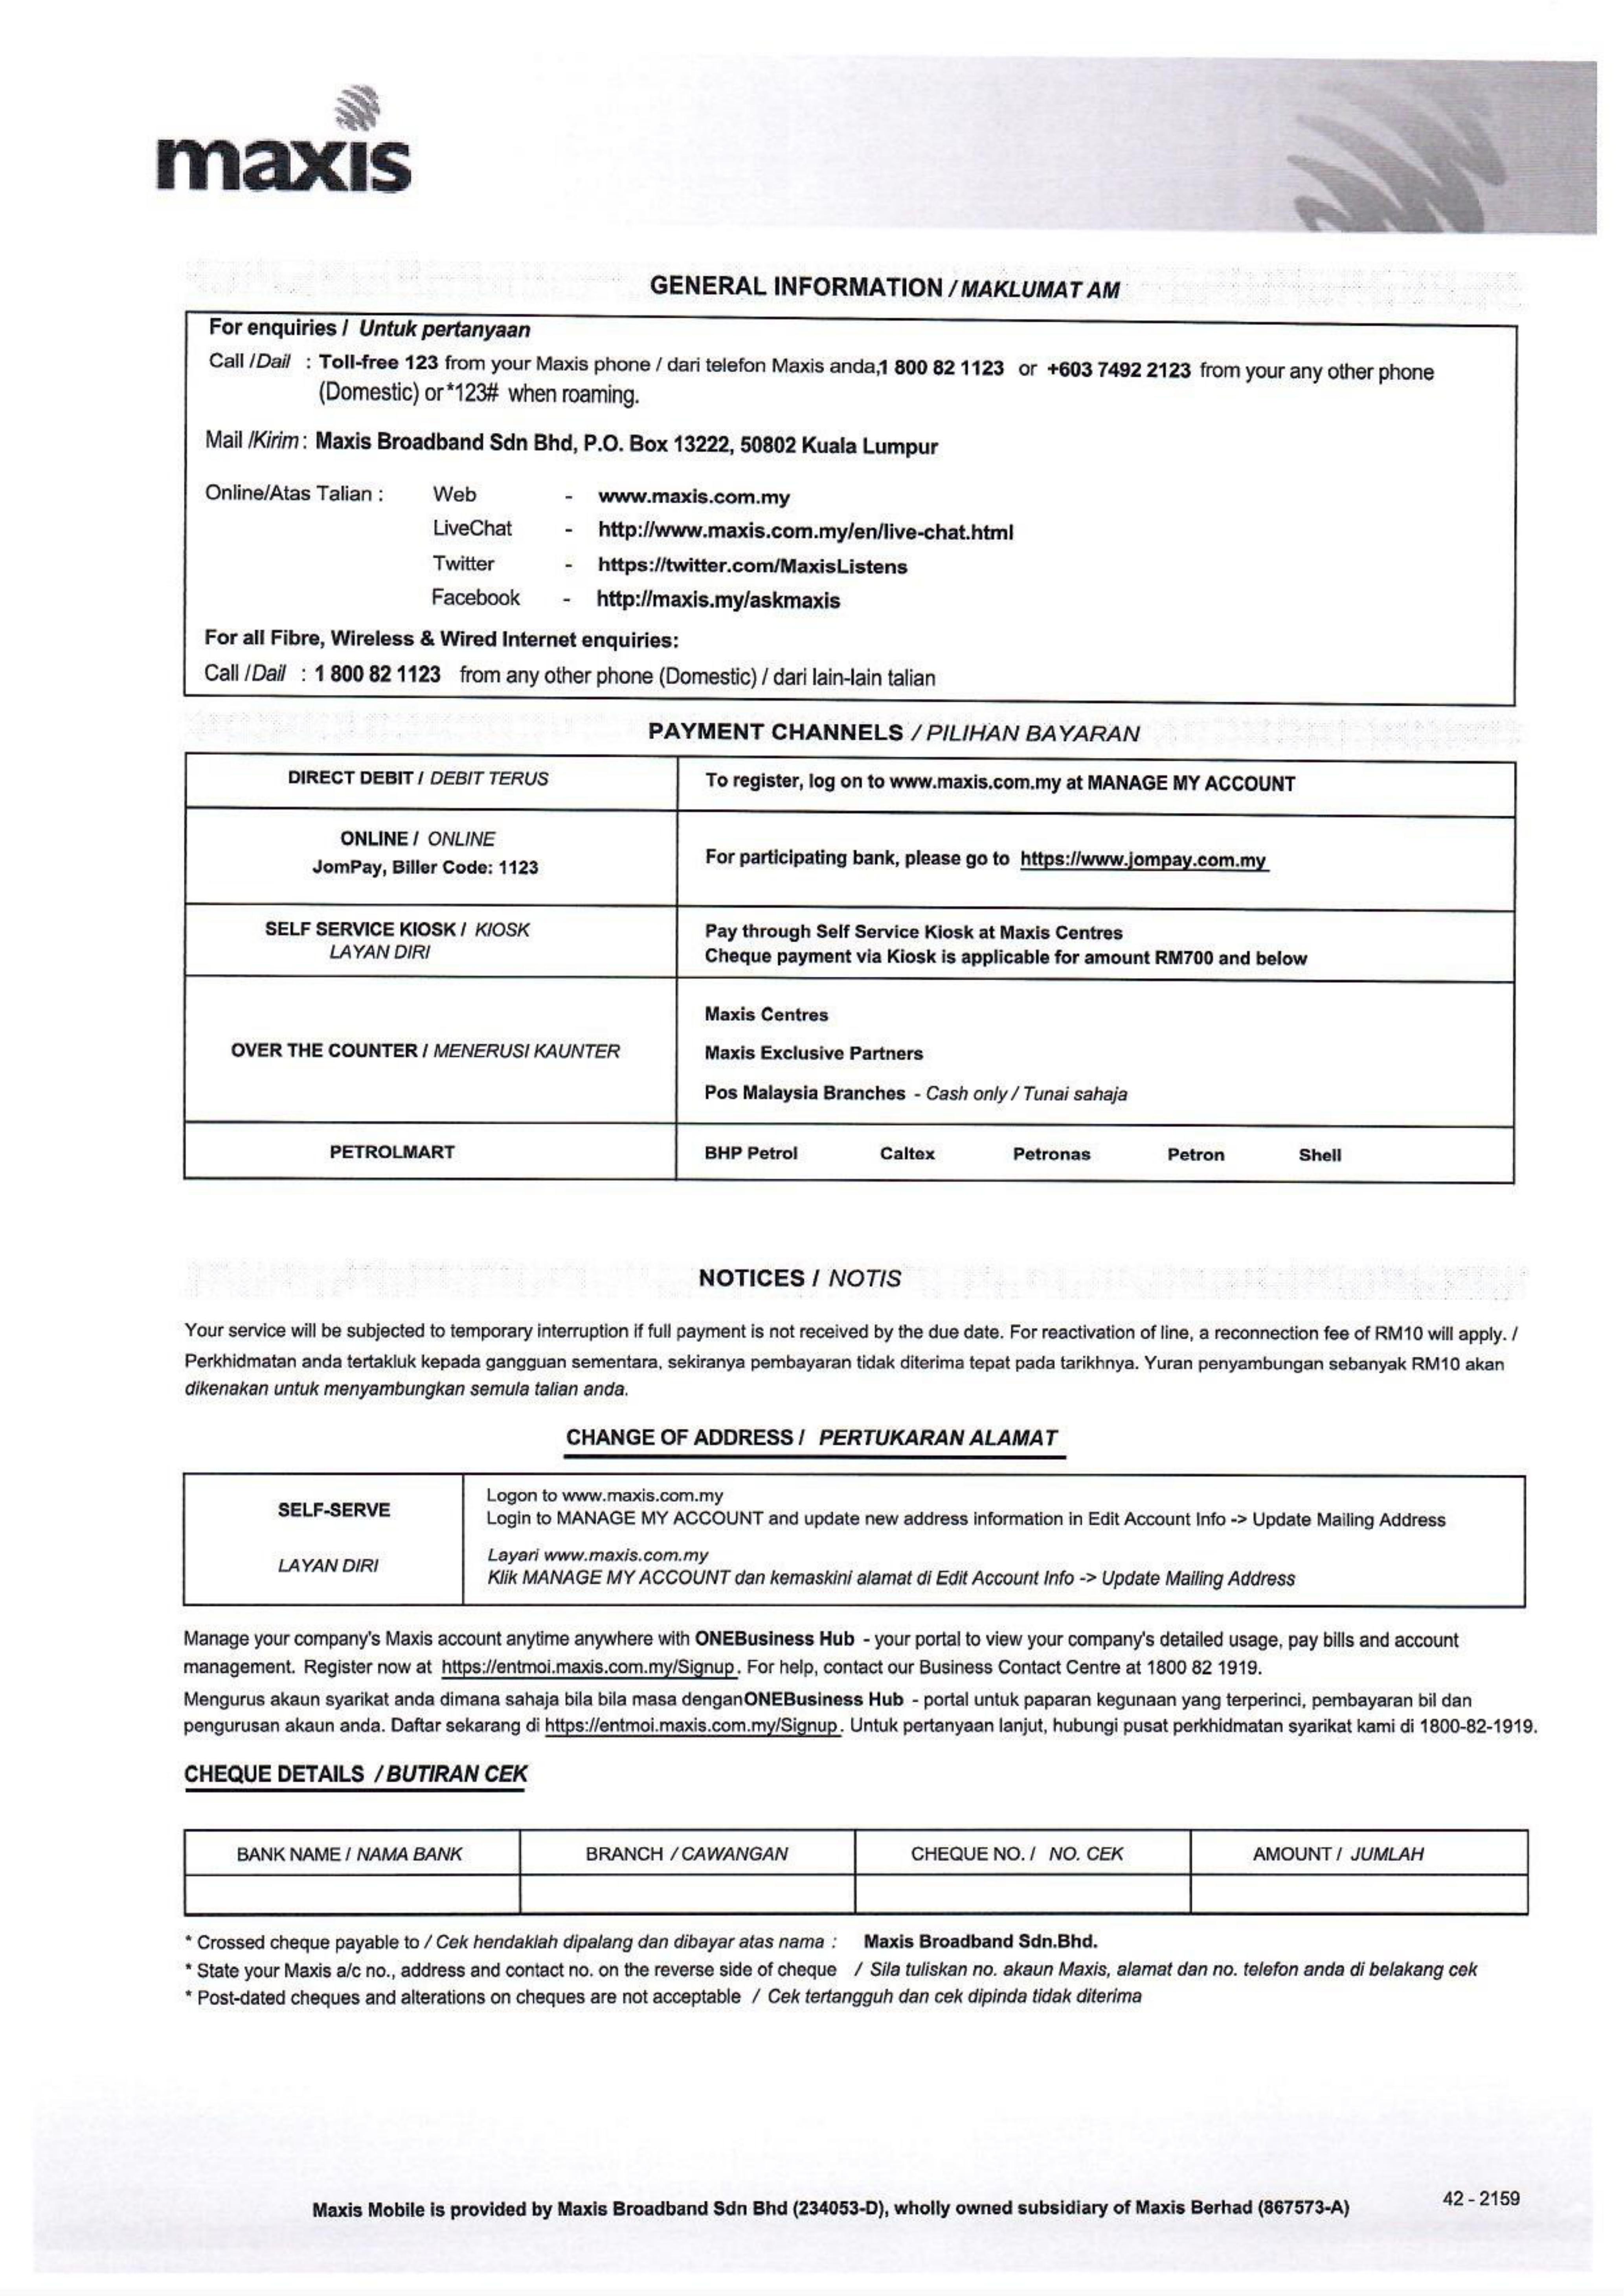 maxis
GENERAL INFORMATION / MAKLUMAT AM
For enquiries / Untuk pertanyaan
Call /Dail : Toll-free 123 from your Maxis phone / dari telefon Maxis anda,1 800 82 1123 or +603 7492 2123 from your any other phone
(Domestic) or *123# when roaming.
Mail /Kirim : Maxis Broadband Sdn Bhd, P.O. Box 13222, 50802 Kuala Lumpur
Online/Atas Talian : Web - www.maxis.com.my
LiveChat - http://www.maxis.com.my/en/live-chat.html
Twitter - https://twitter.com/MaxisListens
Facebook - http://maxis.my/askmaxis
For all Fibre, Wireless & Wired Internet enquiries:
Call /Dail : 1 800 82 1123 from any other phone (Domestic) / dari lain-lain talian
PAYMENT CHANNELS / PILIHAN BAYARAN
DIRECT DEBIT / DEBIT TERUS To register, log on to www.maxis.com.my at MANAGE MY ACCOUNT
ONLINE / ONLINE
JomPay, Biller Code: 1123
For participating bank, please go to https://www.jompay.com.my
SELF SERVICE KIOSK / KIOSK
LAYAN DIRI
Pay through Self Service Kiosk at Maxis Centres
Cheque payment via Kiosk is applicable for amount RM700 and below
OVER THE COUNTER / MENERUSI KAUNTER
Maxis Centres
Maxis Exclusive Partners
Pos Malaysia Branches - Cash only / Tunai sahaja
PETROLMART BHP Petrol Caltex Petronas Petron Shell
NOTICES / NOTIS
Your service will be subjected to temporary interruption if full payment is not received by the due date. For reactivation of line, a reconnection fee of RM10 will apply. /
Perkhidmatan anda tertakluk kepada gangguan sementara, sekiranya pembayaran tidak diterima tepat pada tarikhnya. Yuran penyambungan sebanyak RM10 akan
dikenakan untuk menyambungkan semula talian anda.
CHANGE OF ADDRESS / PERTUKARAN ALAMAT
SELF-SERVE
Logon to www.maxis.com.my
Login to MANAGE MY ACCOUNT and update new address information in Edit Account Info -> Update Mailing Address
LAYAN DIRI
Layari www.maxis.com.my
Klik MANAGE MY ACCOUNT dan kemaskini alamat di Edit Account Info -> Update Mailing Address
Manage your company's Maxis account anytime anywhere with ONEBusiness Hub - your portal to view your company's detailed usage, pay bills and account
management. Register now at https://entmoi.maxis.com.my/Signup. For help, contact our Business Contact Centre at 1800 82 1919.
Mengurus akaun syarikat anda dimana sahaja bila bila masa denganONEBusiness Hub - portal untuk paparan kegunaan yang terperinci, pembayaran bil dan
pengurusan akaun anda. Daftar sekarang di https://entmoi.maxis.com.my/Signup. Untuk pertanyaan lanjut, hubungi pusat perkhidmatan syarikat kami di 1800-82-1919.
CHEQUE DETAILS / BUTIRAN CEK
BANK NAME / NAMA BANK BRANCH / CAWANGAN CHEQUE NO. / NO. CEK AMOUNT / JUMLAH
* Crossed cheque payable to / Cek hendaklah dipalang dan dibayar atas nama : Maxis Broadband Sdn.Bhd.
* State your Maxis a/c no., address and contact no. on the reverse side of cheque / Sila tuliskan no. akaun Maxis, alamat dan no. telefon anda di belakang cek
* Post-dated cheques and alterations on cheques are not acceptable / Cek tertangguh dan cek dipinda tidak diterima
Maxis Mobile is provided by Maxis Broadband Sdn Bhd (234053-D), wholly owned subsidiary of Maxis Berhad (867573-A)
42 - 2159